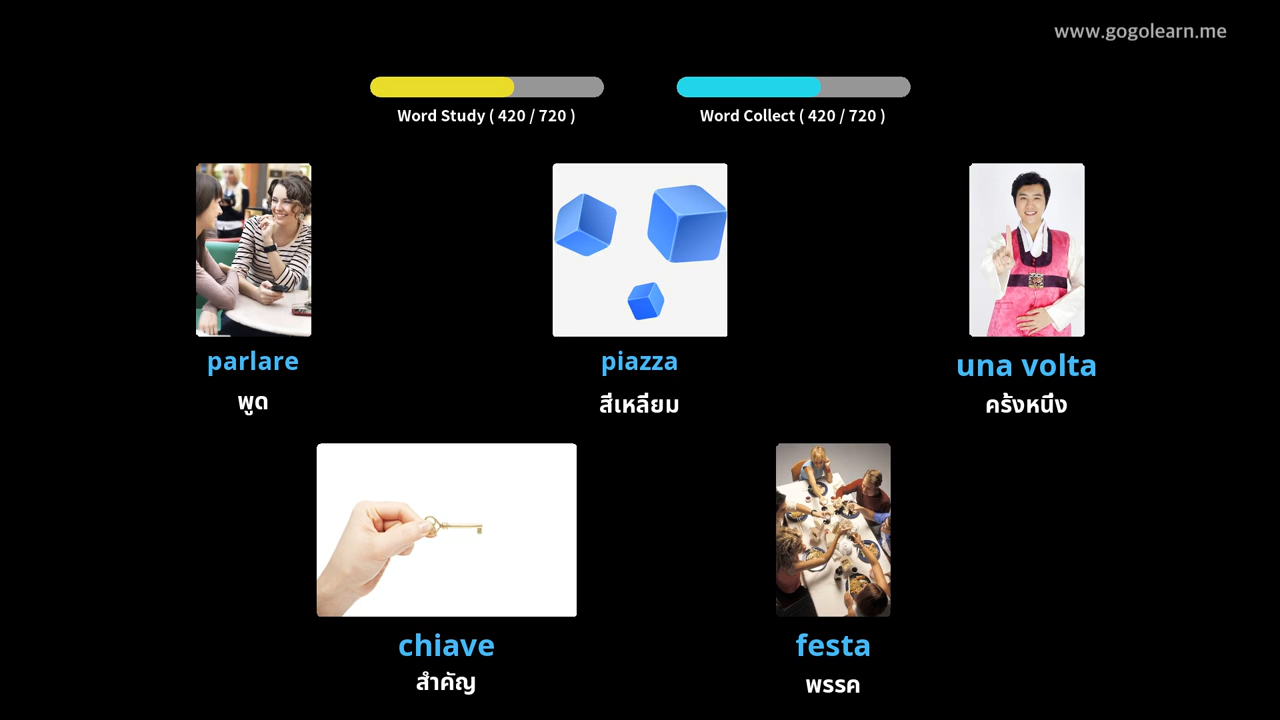 www.gogolearn.me
Word Study ( 420 / 720 )
Word Collect ( 420 / 720 )
parlare
piazza
una volta
พูด
สี่เหลี่ยม
ครั้งหนึ่ง
chiave
festa
สำคัญ
พรรค